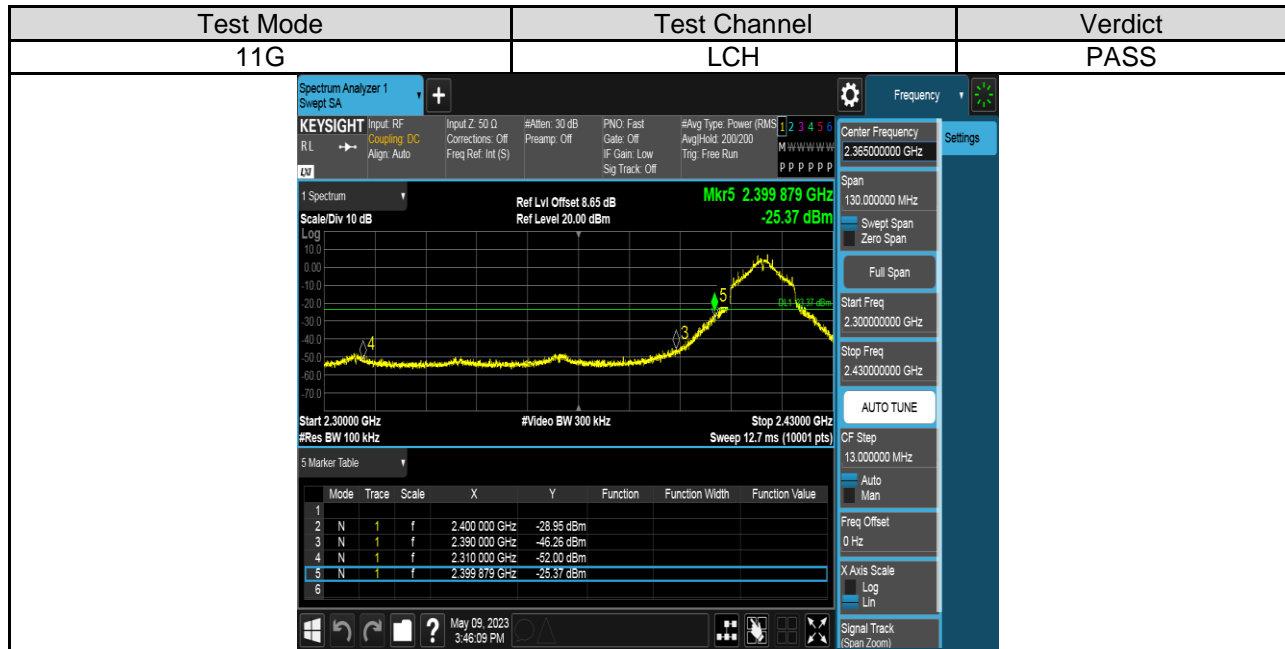 Test Mode Test Channel Verdict
11G LCH PASS
Spectrum Analyzer 1
Swept SA
Frequency
KEYSIGHT Input: RF Input Z: 50 Ω #Atten: 30 dB PNO: Fast #Avg Type: Power (RMS 1 2 3 4 5 6
RL Coupling: DC Corrections: Off Preamp: Off Gate: Off Avg|Hold: 200/200 M W W W W W
Align: Auto Freq Ref: Int (S) IF Gain: Low Trig: Free Run
LXI Sig Track: Off P P P P P P
Center Frequency
2.365000000 GHz
Settings
Span
130.000000 MHz
Swept Span
Zero Span
Full Span
Start Freq
2.300000000 GHz
Stop Freq
2.430000000 GHz
AUTO TUNE
CF Step
13.000000 MHz
Auto
Man
Freq Offset
0 Hz
X Axis Scale
Log
Lin
Signal Track
(Span Zoom)
1 Spectrum
Ref Lvl Offset 8.65 dB
Mkr5 2.399 879 GHz
Scale/Div 10 dB Ref Level 20.00 dBm -25.37 dBm
Log
10.0
0.00
-10.0
-20.0
-30.0
-40.0
-50.0
-60.0
-70.0
5
3
4
Start 2.30000 GHz #Video BW 300 kHz Stop 2.43000 GHz
#Res BW 100 kHz Sweep 12.7 ms (10001 pts)
5 Marker Table
Mode Trace Scale X Y Function Function Width Function Value
1
2 N 1 f 2.400 000 GHz -28.95 dBm
3 N 1 f 2.390 000 GHz -46.26 dBm
4 N 1 f 2.310 000 GHz -52.00 dBm
5 N 1 f 2.399 879 GHz -25.37 dBm
6
May 09, 2023
3:46:09 PM